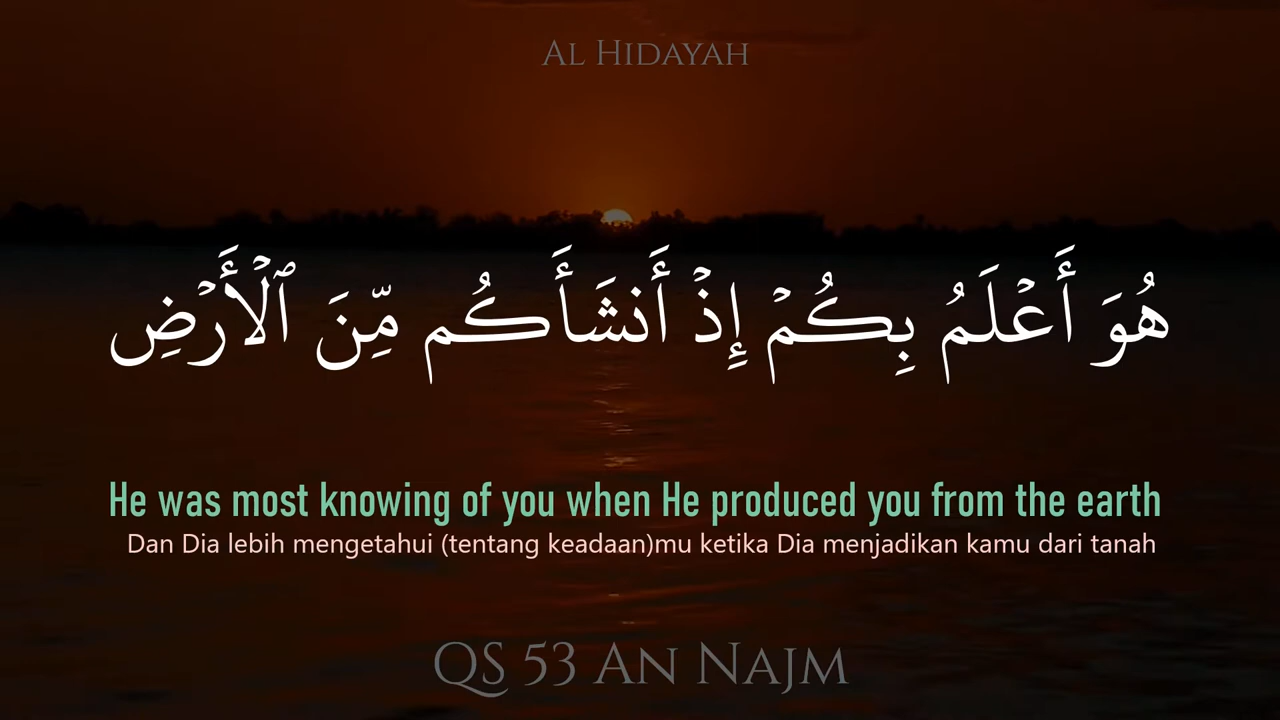 AL HIDAYAH
هُوَ أَعْلَمُ بِكُمْ إِذْ أَنشَأَكُم مِّنَ ٱلْأَرْضِ
He was most knowing of you when He produced you from the earth
Dan Dia lebih mengetahui (tentang keadaan)mu ketika Dia menjadikan kamu dari tanah
QS 53 AN NAJM